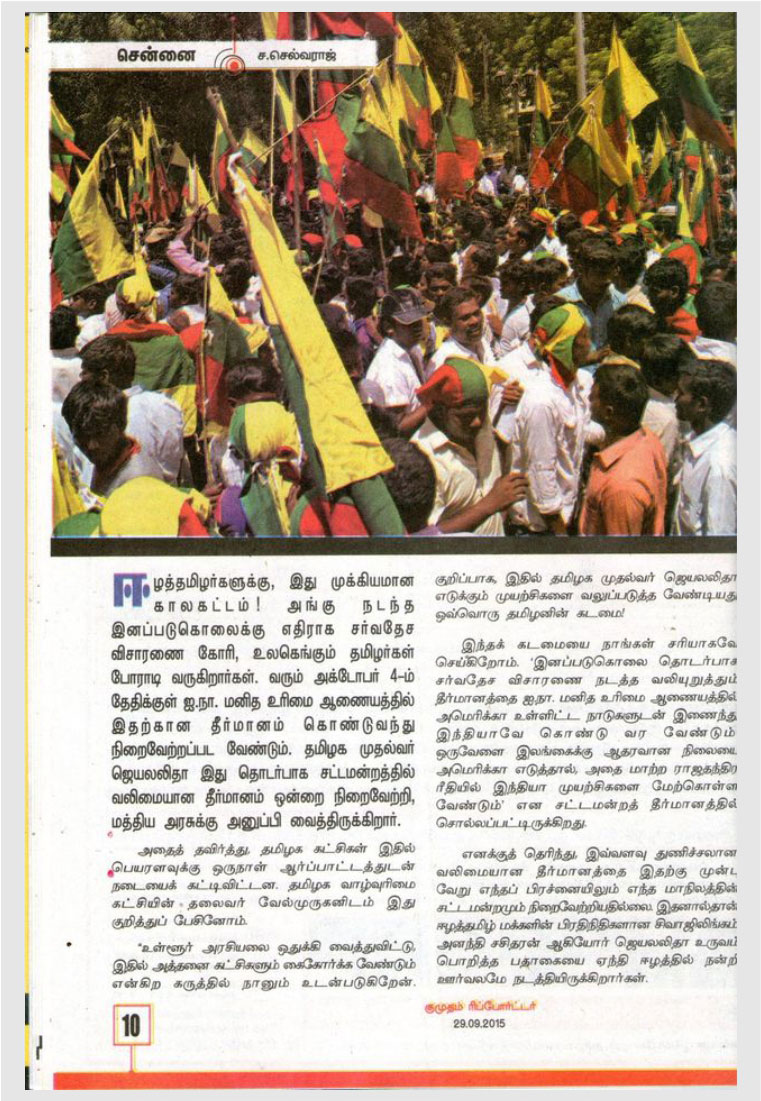 சென்னை
ச.செல்வராஜ்
ஈழத்தமிழர்களுக்கு, இது முக்கியமான
காலகட்டம்! அங்கு நடந்த
இனப்படுகொலைக்கு எதிராக சர்வதேச
விசாரணை கோரி, உலகெங்கும் தமிழர்கள்
போராடி வருகிறார்கள். வரும் அக்டோபர் 4-ம்
தேதிக்குள் ஐ.நா. மனித உரிமை ஆணையத்தில்
இதற்கான தீர்மானம் கொண்டுவந்து
நிறைவேற்றப்பட வேண்டும். தமிழக முதல்வர்
ஜெயலலிதா இது தொடர்பாக சட்டமன்றத்தில்
வலிமையான தீர்மானம் ஒன்றை நிறைவேற்றி,
மத்திய அரசுக்கு அனுப்பி வைத்திருக்கிறார்.
அதைத் தவிர்த்து, தமிழக கட்சிகள் இதில்
பெயரளவுக்கு ஒருநாள் ஆர்ப்பாட்டத்துடன்
நடையைக் கட்டிவிட்டன. தமிழக வாழ்வுரிமை
கட்சியின் தலைவர் வேல்முருகனிடம் இது
குறித்துப் பேசினோம்.
"உள்ளூர் அரசியலை ஒதுக்கி வைத்துவிட்டு,
இதில் அத்தனை கட்சிகளும் கைகோர்க்க வேண்டும்
என்கிற கருத்தில் நானும் உடன்படுகிறேன்.
குறிப்பாக, இதில் தமிழக முதல்வர் ஜெயலலிதா
எடுக்கும் முயற்சிகளை வலுப்படுத்த வேண்டியது
ஒவ்வொரு தமிழனின் கடமை!
இந்தக் கடமையை நாங்கள் சரியாகவே
செய்கிறோம். 'இனப்படுகொலை தொடர்பாக
சர்வதேச விசாரணை நடத்த வலியுறுத்தும்
தீர்மானத்தை ஐ.நா. மனித உரிமை ஆணையத்தில்
அமெரிக்கா உள்ளிட்ட நாடுகளுடன் இணைந்து
இந்தியாவே கொண்டு வர வேண்டும்
ஒருவேளை இலங்கைக்கு ஆதரவான நிலையை
அமெரிக்கா எடுத்தால், அதை மாற்ற ராஜதந்திர
ரீதியில் இந்தியா முயற்சிகளை மேற்கொள்ள
வேண்டும்' என சட்டமன்றத் தீர்மானத்தில்
சொல்லப்பட்டிருக்கிறது.
எனக்குத் தெரிந்து, இவ்வளவு துணிச்சலான
வலிமையான தீர்மானத்தை இதற்கு முன்பு
வேறு எந்தப் பிரச்னையிலும் எந்த மாநிலத்தின்
சட்டமன்றமும் நிறைவேற்றியதில்லை. இதனால்தான்
ஈழத்தமிழ் மக்களின் பிரதிநிதிகளான சிவாஜிலிங்கம்
அனந்தி சசிதரன் ஆகியோர் ஜெயலலிதா உருவம்
பொறித்த பதாகையை ஏந்தி ஈழத்தில் நன்றி
ஊர்வலமே நடத்தியிருக்கிறார்கள்.
10
குமுதம் ரிப்போர்ட்டர்
29.09.2015